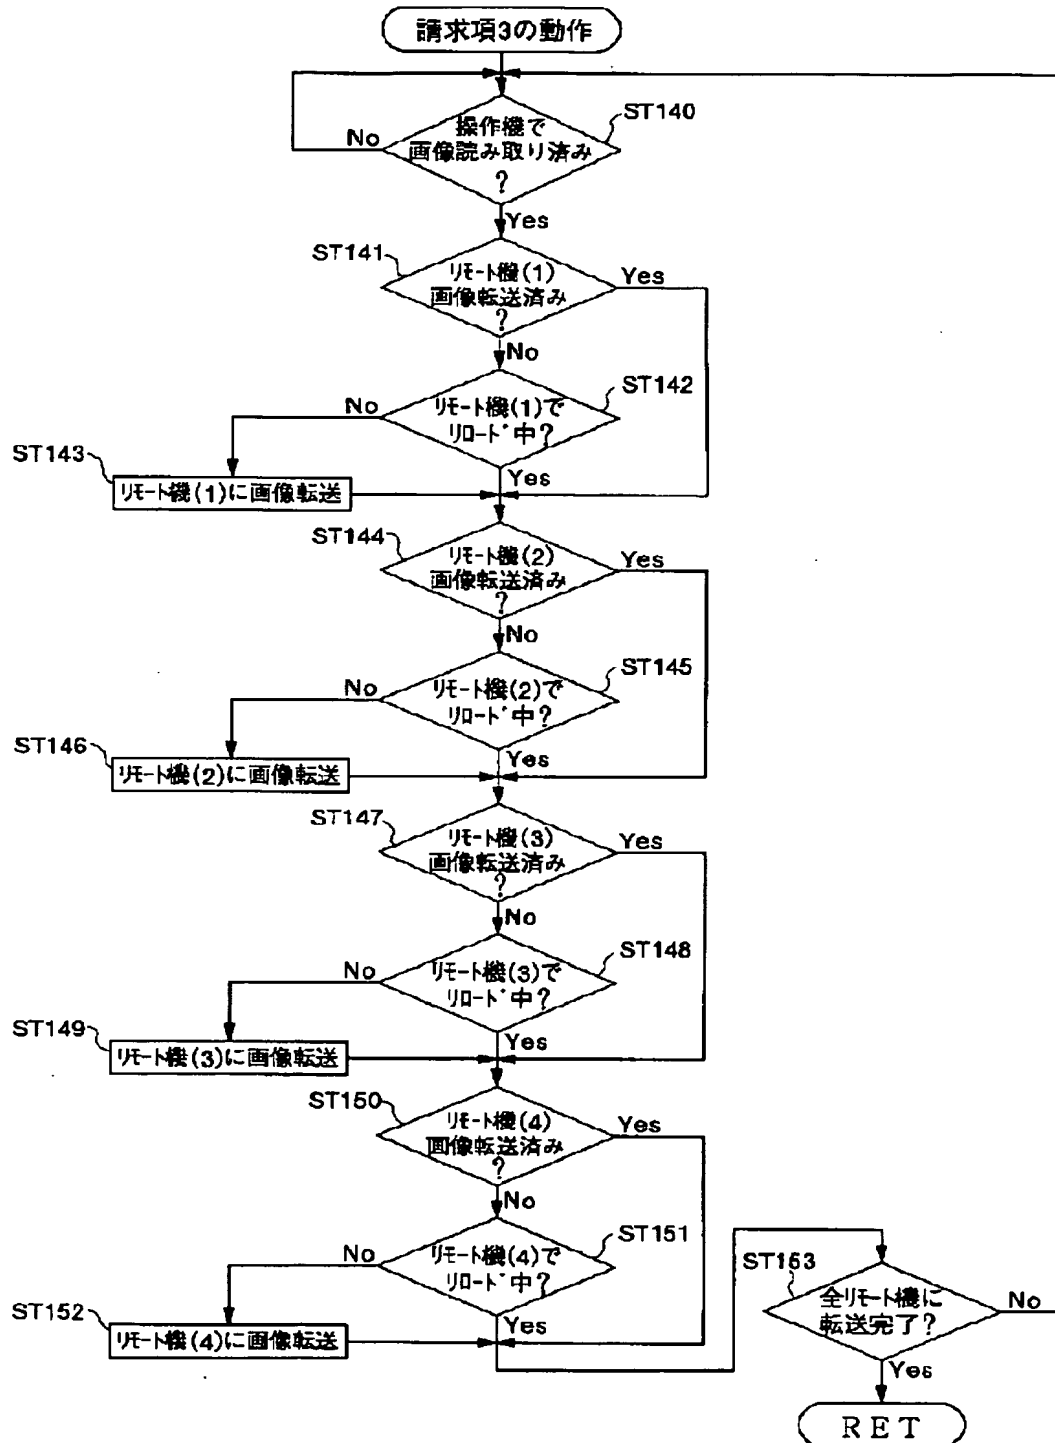 請求項3の動作
ST140
操作機で
画像読み取り済み
?
No
Yes
ST141
ﾘﾓｰﾄ機(1)
画像転送済み
?
Yes
No
ST142
ﾘﾓｰﾄ機(1)で
ﾘﾛｰﾄﾞ中?
No
Yes
ST143
ﾘﾓｰﾄ機(1)に画像転送
ST144
ﾘﾓｰﾄ機(2)
画像転送済み
?
Yes
No
ST145
ﾘﾓｰﾄ機(2)で
ﾘﾛｰﾄﾞ中?
No
Yes
ST146
ﾘﾓｰﾄ機(2)に画像転送
ST147
ﾘﾓｰﾄ機(3)
画像転送済み
?
Yes
No
ST148
ﾘﾓｰﾄ機(3)で
ﾘﾛｰﾄﾞ中?
No
Yes
ST149
ﾘﾓｰﾄ機(3)に画像転送
ST150
ﾘﾓｰﾄ機(4)
画像転送済み
?
Yes
No
ST151
ﾘﾓｰﾄ機(4)で
ﾘﾛｰﾄﾞ中?
No
Yes
ST152
ﾘﾓｰﾄ機(4)に画像転送
ST153
全ﾘﾓｰﾄ機に
転送完了?
No
Yes
RET